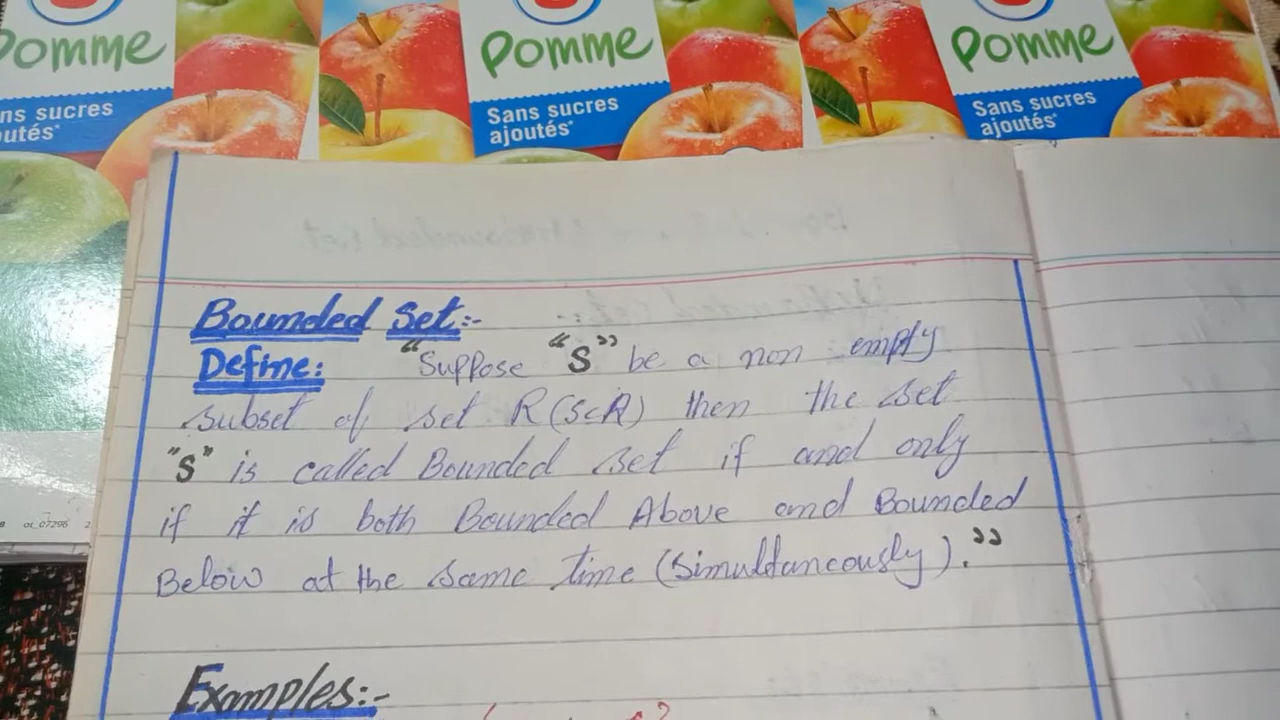 Pomme
ns sucres
outés*
Pomme
Sans sucres
ajoutés*
Pomme
Sans sucres
ajoutés*
Bounded Set:-
Define: "Suppose "S" be a non empty
subset of set R(S⊂R) then the set
"S" is called Bounded set if and only
if it is both Bounded Above and Bounded
Below at the same time (simultaneously)."
Examples:-